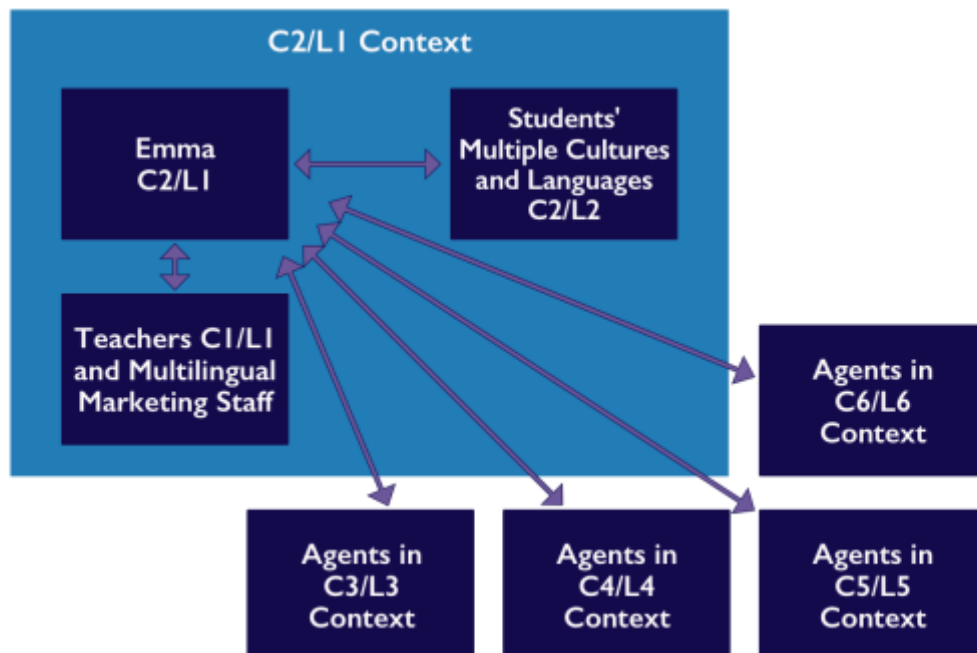 C2/L1 Context
Emma
C2/L1
Students'
Multiple Cultures
and Languages
C2/L2
Teachers C1/L1
and Multilingual
Marketing Staff
Agents in
C6/L6
Context
Agents in
C3/L3
Context
Agents in
C4/L4
Context
Agents in
C5/L5
Context